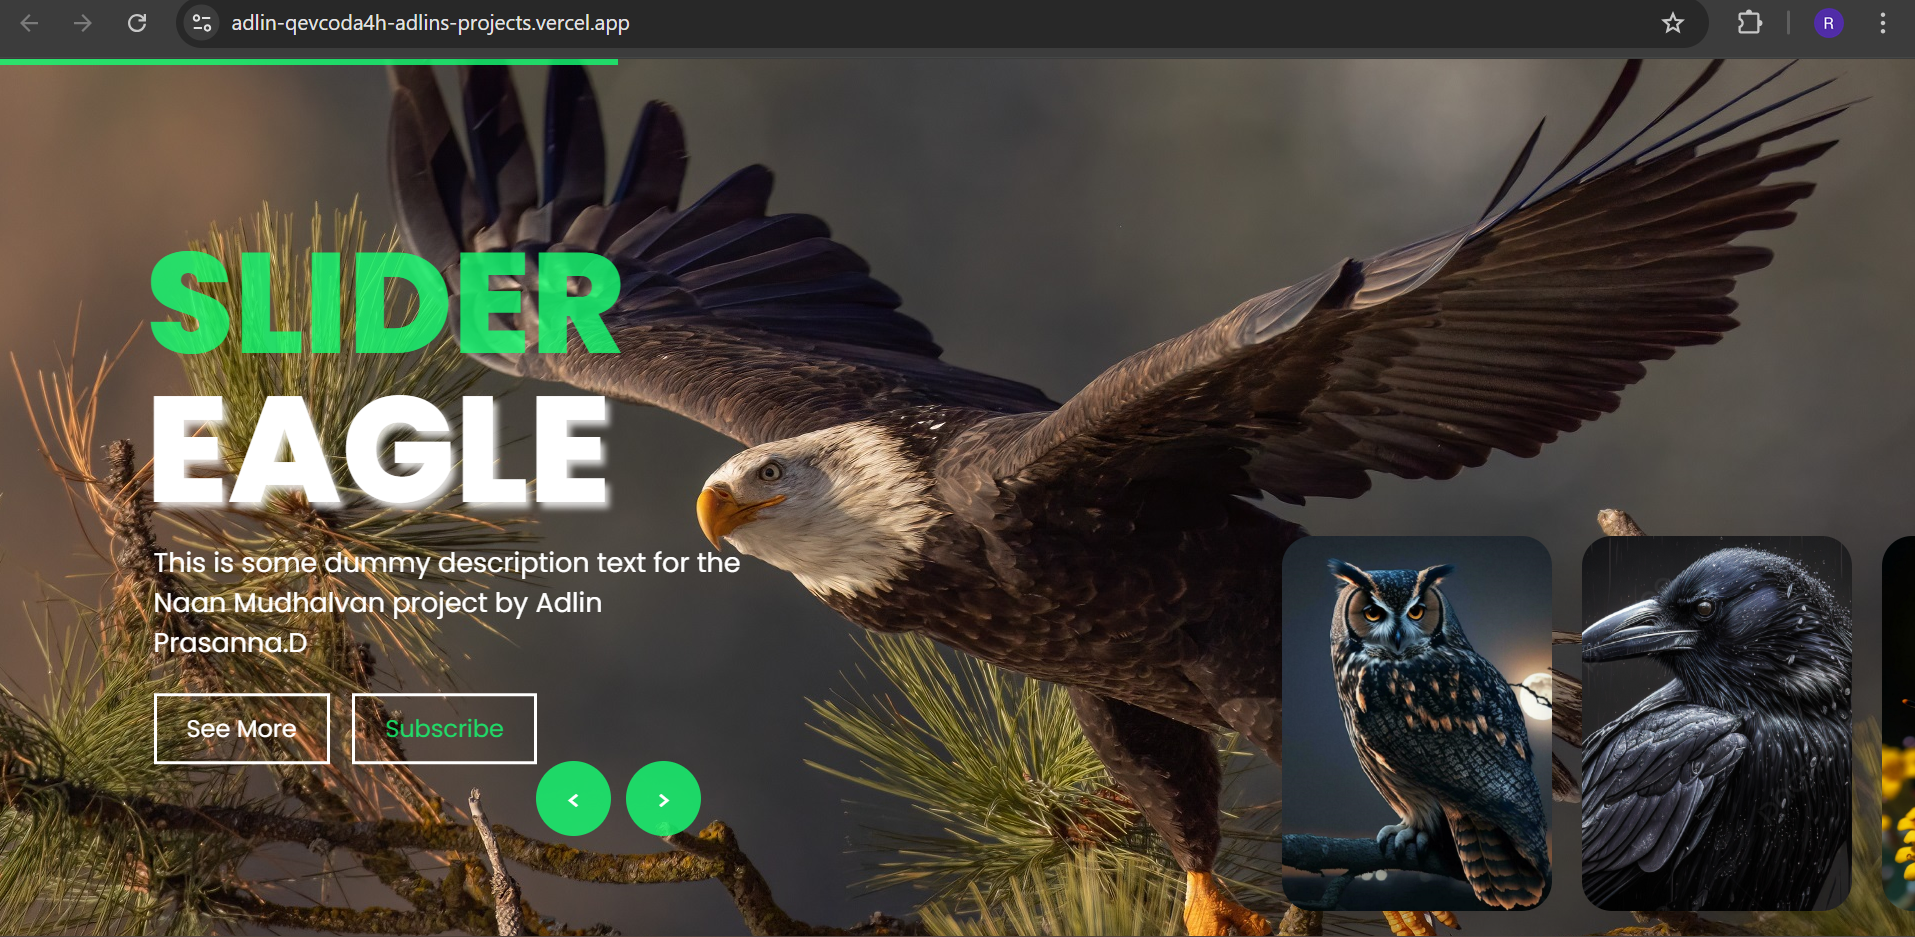 adlin-qevcoda4h-adlins-projects.vercel.app
R
SLIDER
EAGLE
This is some dummy description text for the
Naan Mudhalvan project by Adlin
Prasanna.D
See More
Subscribe
< >